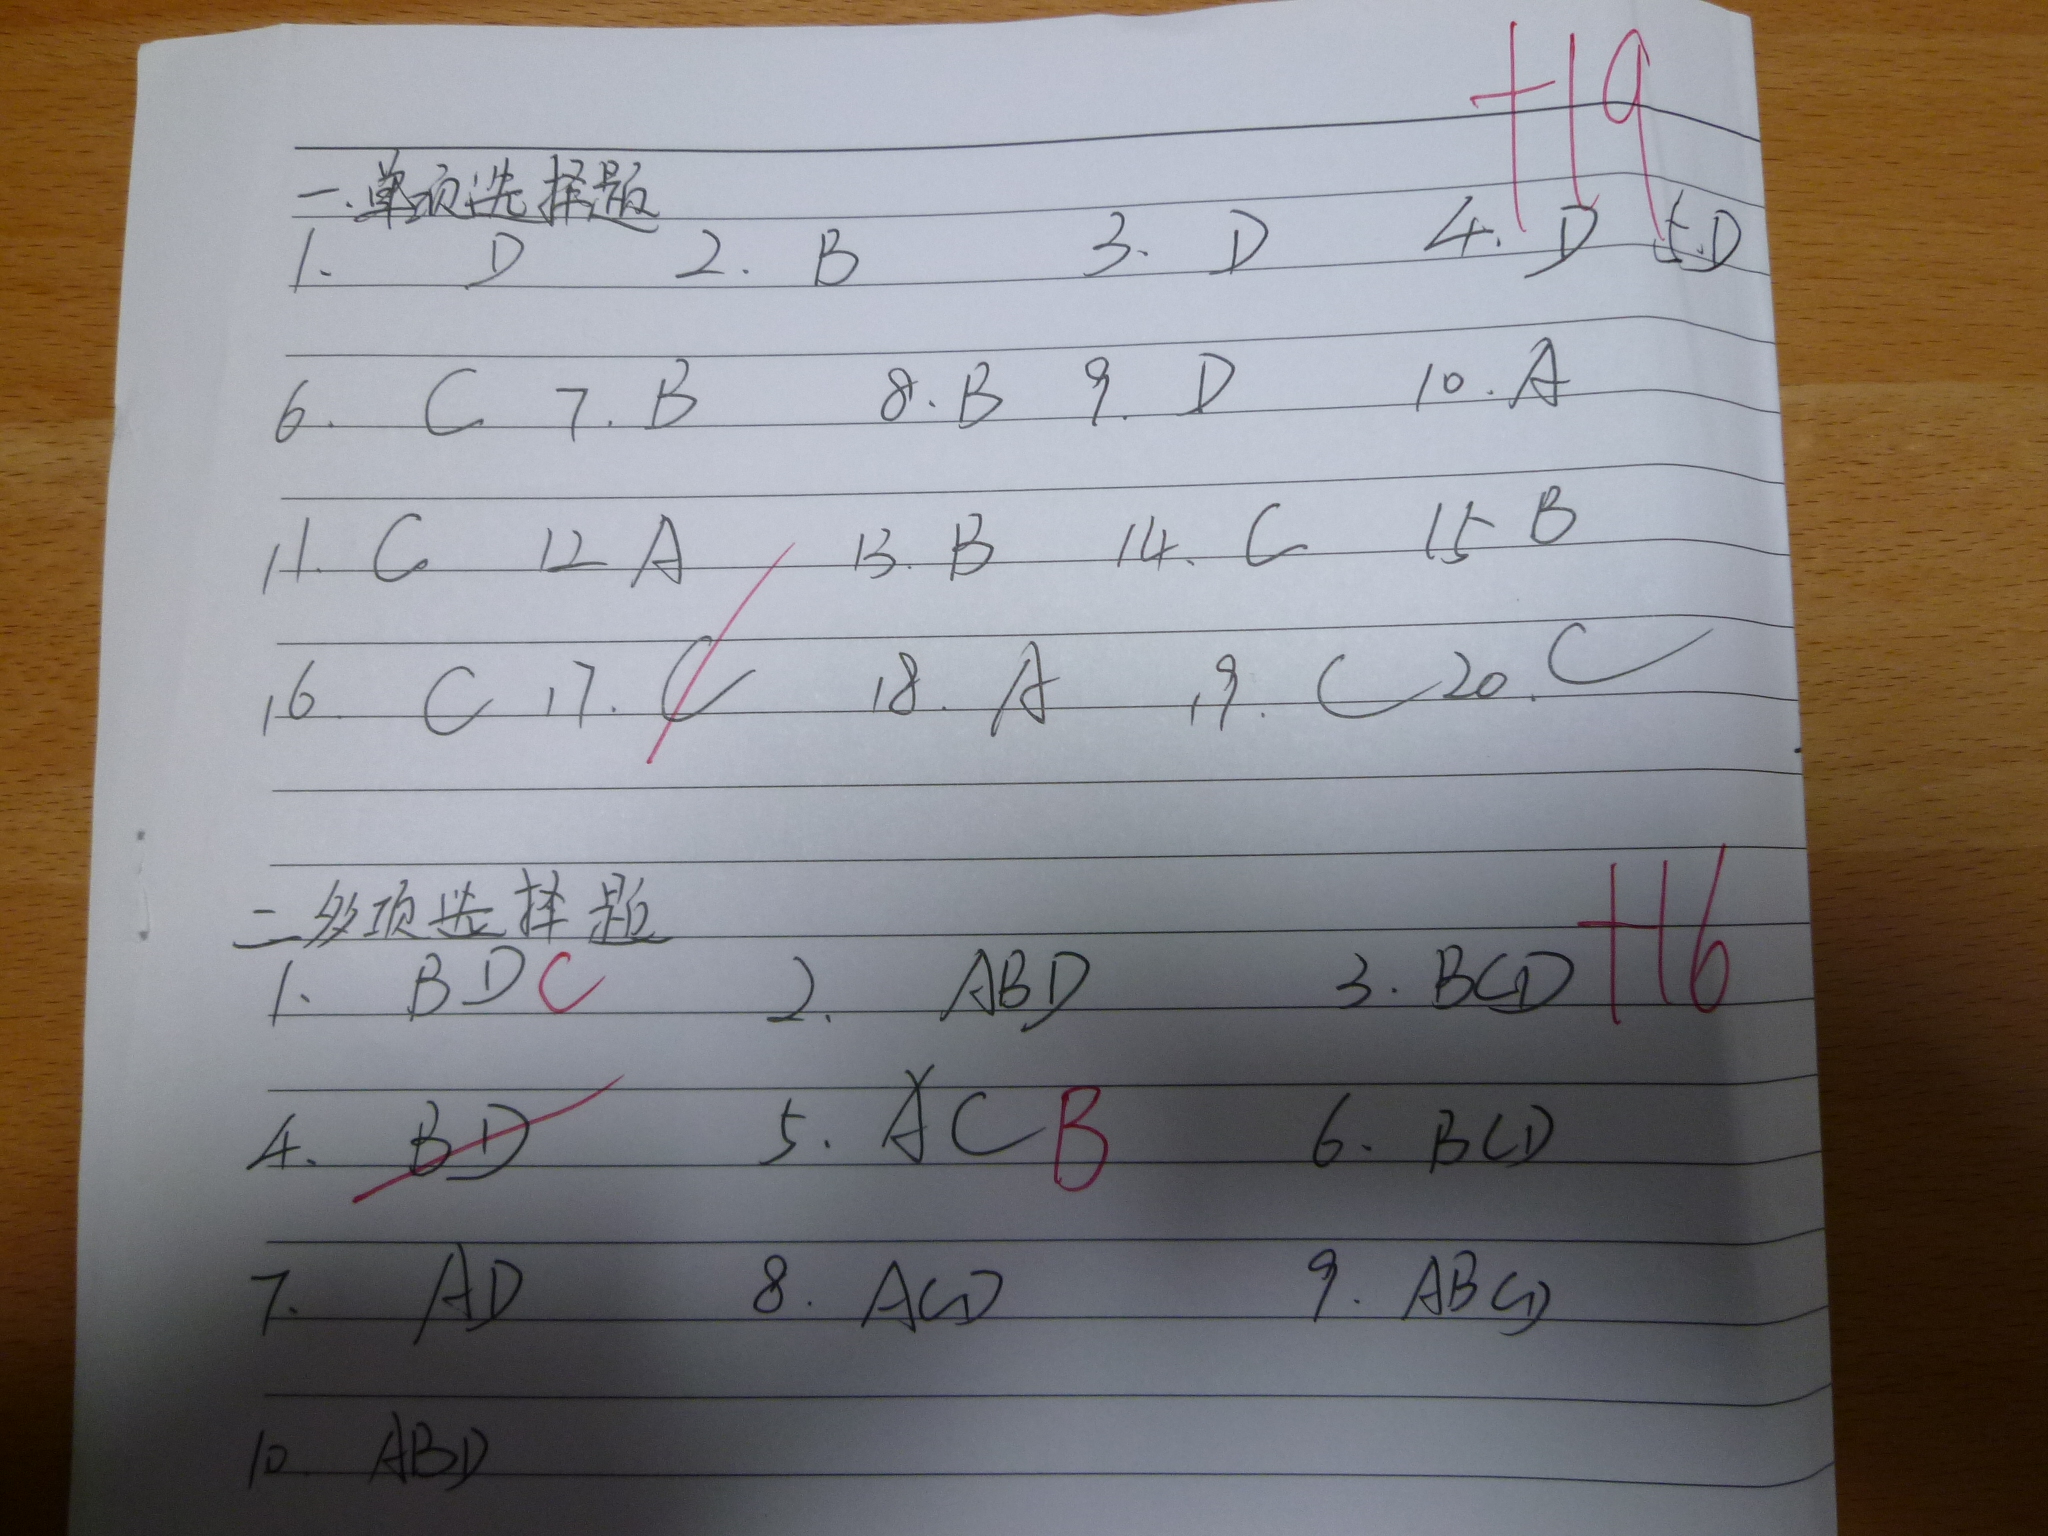 +19
一.单项选择题
1. D 2. B 3. D 4. D 5.D
6. C 7. B 8. B 9. D 10. A
11. C 12 A 13. B 14. C 15 B
16. C 17. C 18. A 19. C 20. C
二多项选择题 +16
1. BDC 2. ABD 3. BCD
4. BD 5. ACB 6. BCD
7. AD 8. ACD 9. ABCD
10. ABD